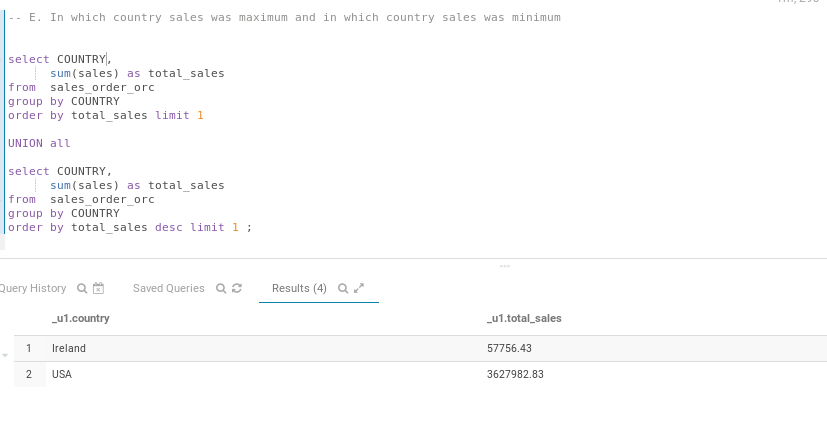 -- E. In which country sales was maximum and in which country sales was minimum
select COUNTRY,
sum(sales) as total_sales
from  sales_order_orc
group by COUNTRY
order by total_sales limit 1
UNION all
select COUNTRY,
sum(sales) as total_sales
from  sales_order_orc
group by COUNTRY
order by total_sales desc limit 1 ;
Query History Saved Queries Results (4)
_u1.country _u1.total_sales
1 Ireland 57756.43
2 USA 3627982.83